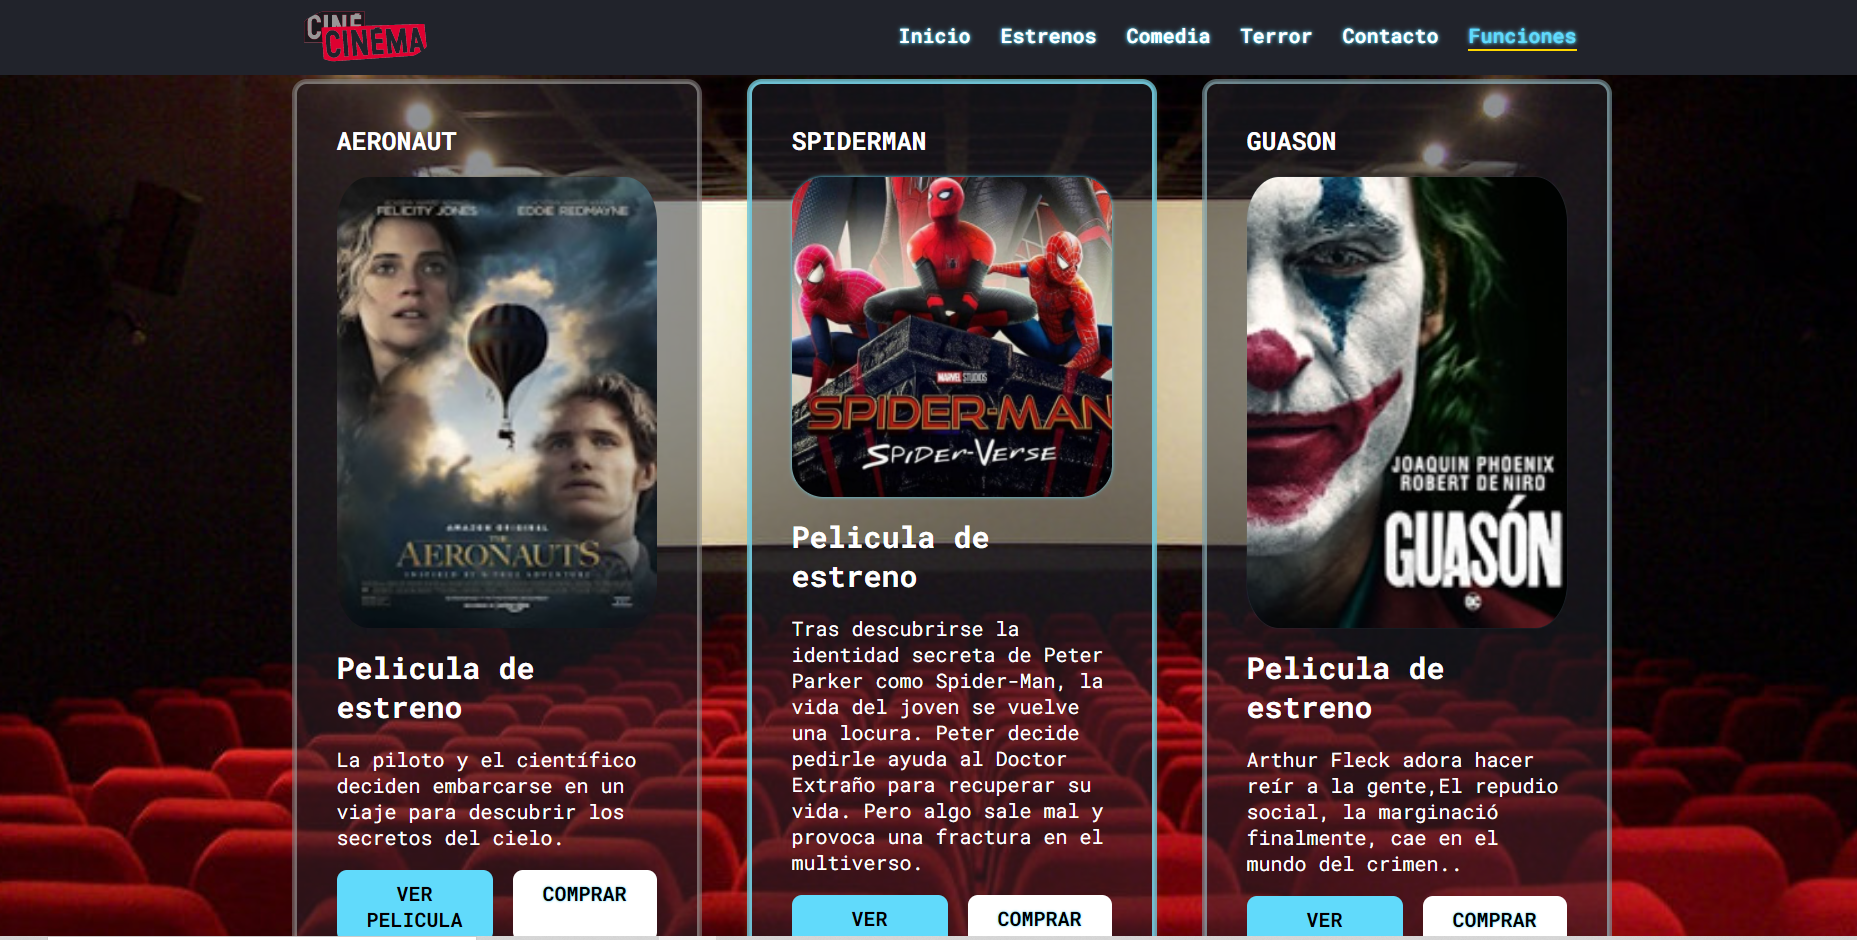 CINE
CINEMA
Inicio Estrenos Comedia Terror Contacto Funciones
AERONAUT
FELICITY JONES EDDIE REDMAYNE
AMAZON ORIGINAL
THE
AERONAUTS
INSPIRED BY A TRUE ADVENTURE
Pelicula de
estreno
La piloto y el científico
deciden embarcarse en un
viaje para descubrir los
secretos del cielo.
VER
PELICULA
COMPRAR
SPIDERMAN
MARVEL STUDIOS
SPIDER-MAN
SPiDEr-VErSE
Pelicula de
estreno
Tras descubrirse la
identidad secreta de Peter
Parker como Spider-Man, la
vida del joven se vuelve
una locura. Peter decide
pedirle ayuda al Doctor
Extraño para recuperar su
vida. Pero algo sale mal y
provoca una fractura en el
multiverso.
VER
COMPRAR
GUASON
JOAQUIN PHOENIX
ROBERT DE NIRO
GUASÓN
DC
Pelicula de
estreno
Arthur Fleck adora hacer
reír a la gente,El repudio
social, la marginació
finalmente, cae en el
mundo del crimen..
VER
COMPRAR